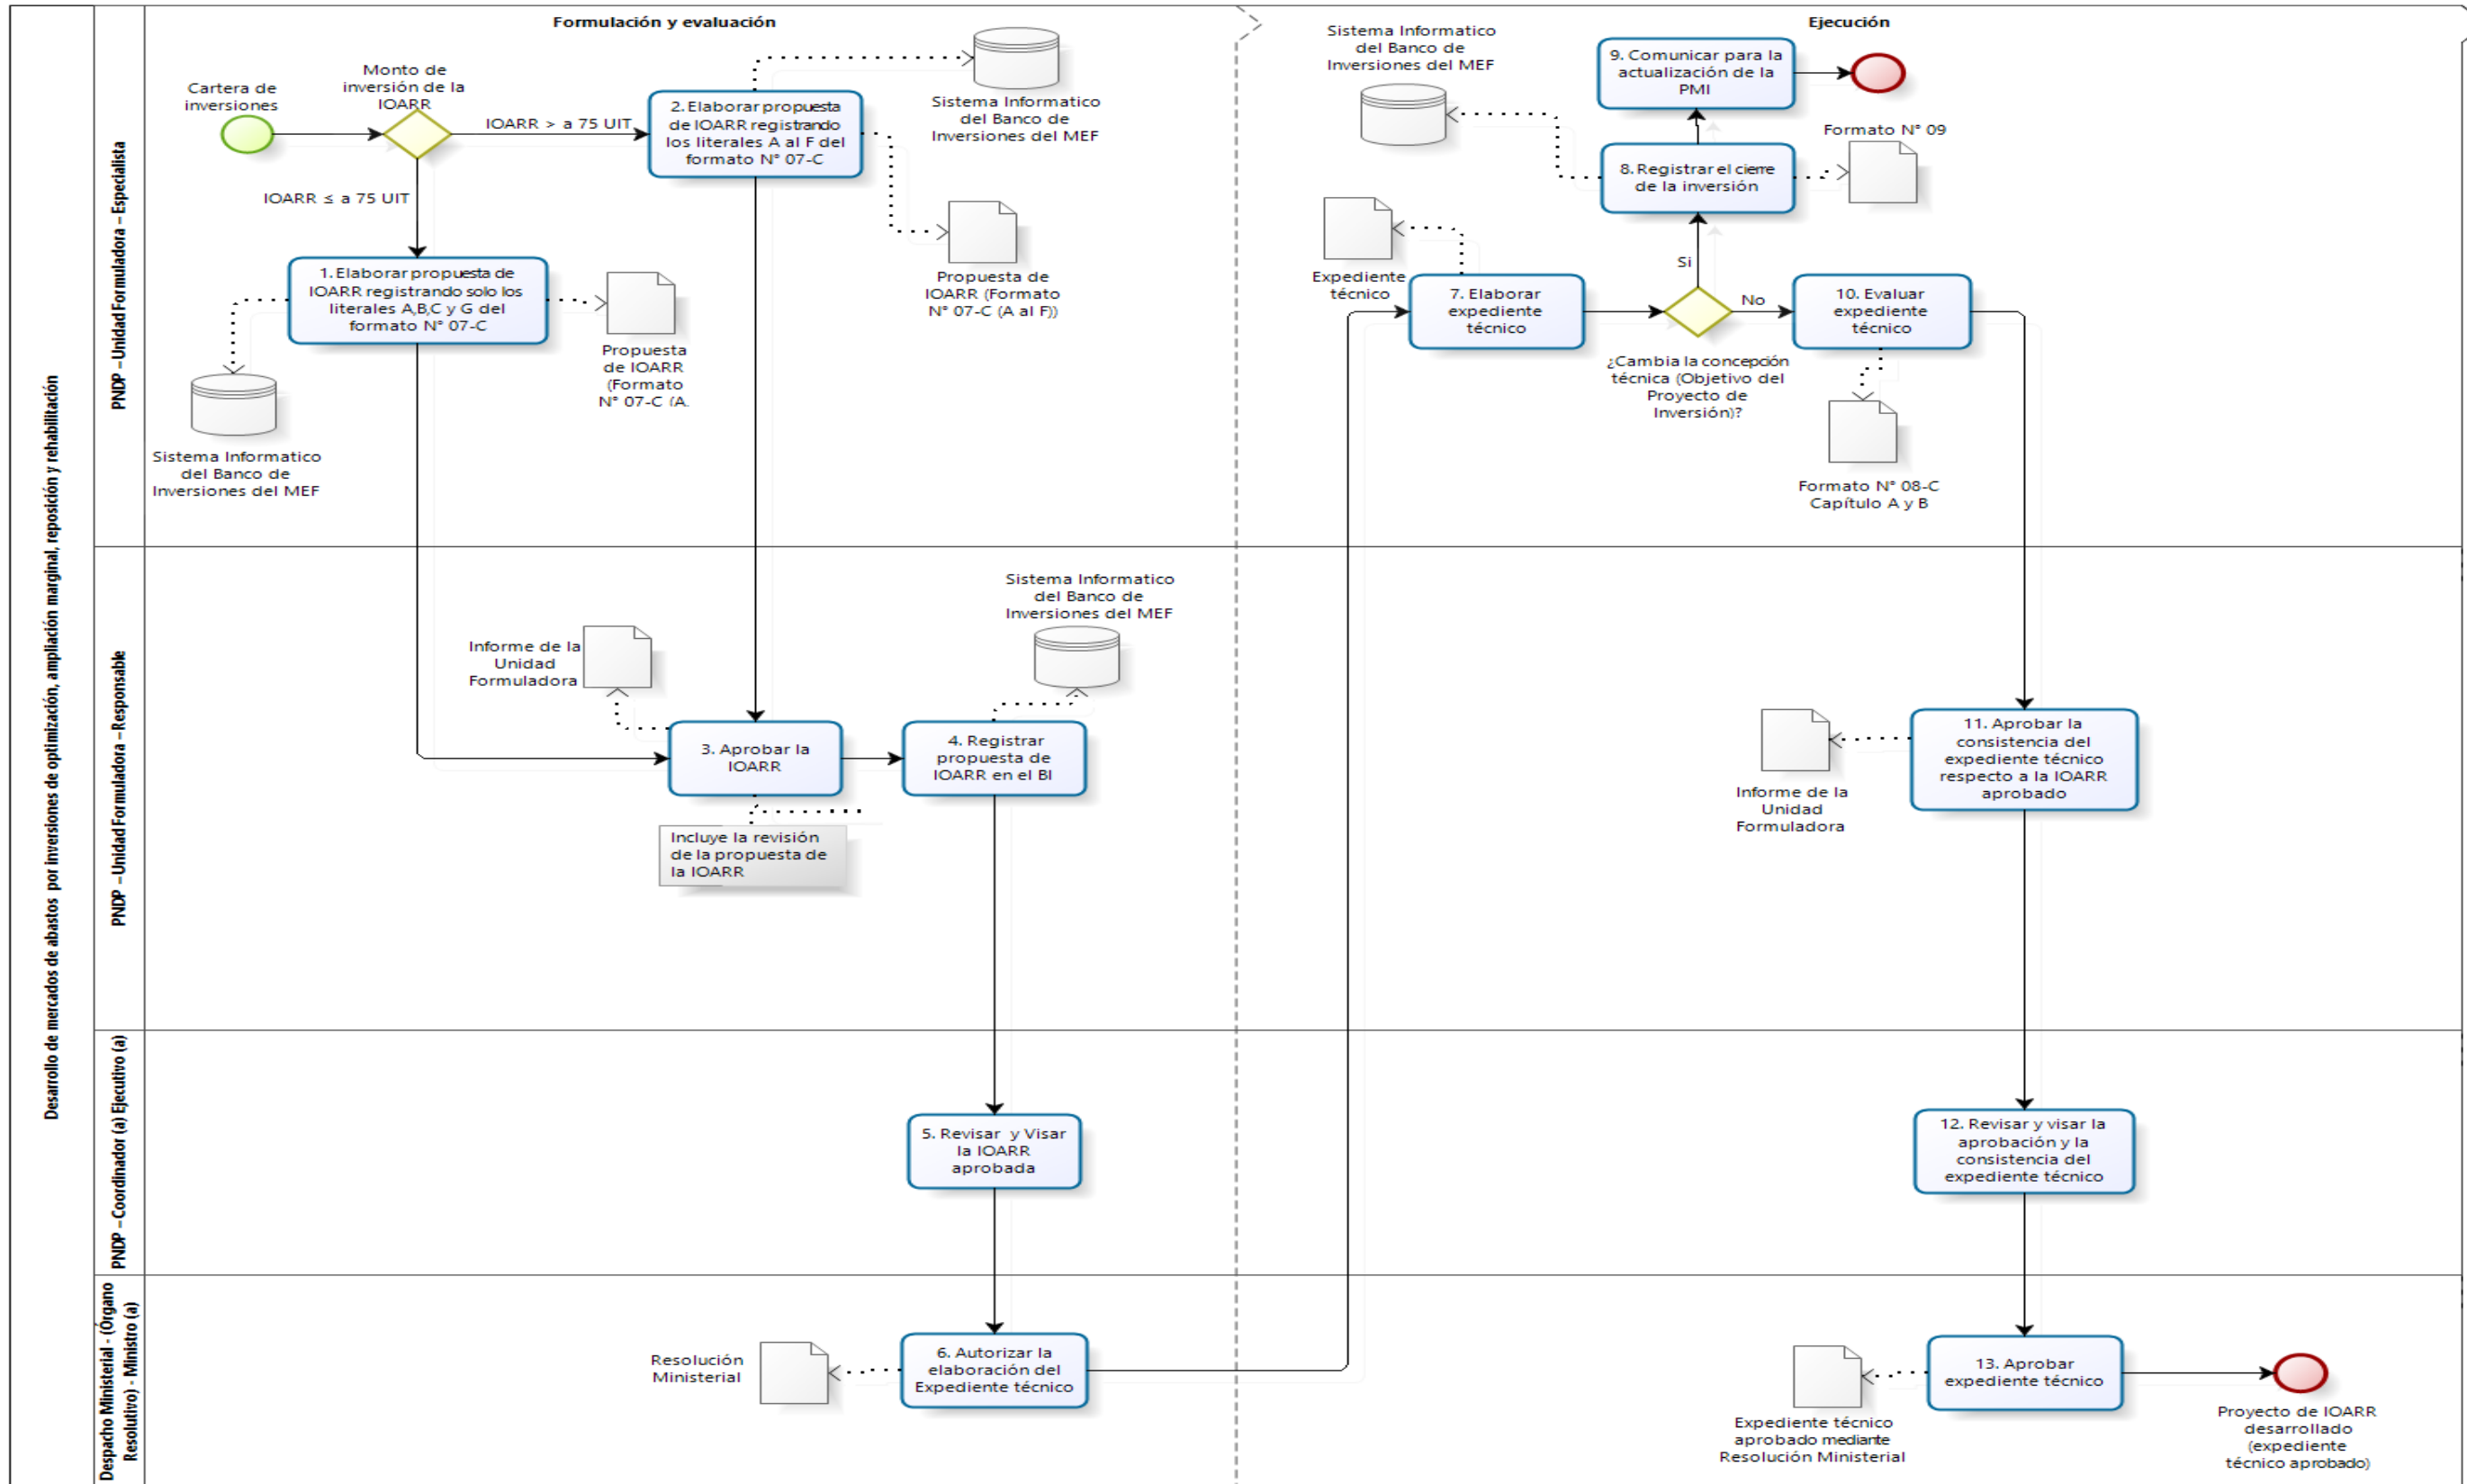 Desarrollo de mercados de abastos por inversiones de optimización, ampliación marginal, reposición y rehabilitación
PNDP – Unidad Formuladora – Especialista
Formulación y evaluación
Ejecución
Cartera de
inversiones
Monto de
inversión de la
IOARR
IOARR > a 75 UIT
IOARR ≤ a 75 UIT
2. Elaborar propuesta
de IOARR registrando
los literales A al F del
formato N° 07-C
Sistema Informatico
del Banco de
Inversiones del MEF
Propuesta de
IOARR (Formato
N° 07-C (A al F))
1. Elaborar propuesta de
IOARR registrando solo los
literales A,B,C y G del
formato N° 07-C
Propuesta
de IOARR
(Formato
N° 07-C (A.
Sistema Informatico
del Banco de
Inversiones del MEF
Sistema Informatico
del Banco de
Inversiones del MEF
9. Comunicar para la
actualización de la
PMI
Formato N° 09
8. Registrar el cierre
de la inversión
Expediente
técnico
Si
7. Elaborar
expediente
técnico
No
10. Evaluar
expediente
técnico
¿Cambia la concepción
técnica (Objetivo del
Proyecto de
Inversión)?
Formato N° 08-C
Capítulo A y B
PNDP – Unidad Formuladora – Responsable
Sistema Informatico
del Banco de
Inversiones del MEF
Informe de la
Unidad
Formuladora
3. Aprobar la
IOARR
4. Registrar
propuesta de
IOARR en el BI
Incluye la revisión
de la propuesta de
la IOARR
11. Aprobar la
consistencia del
expediente técnico
respecto a la IOARR
aprobado
Informe de la
Unidad
Formuladora
PNDP – Coordinador (a) Ejecutivo (a)
5. Revisar y Visar
la IOARR
aprobada
12. Revisar y visar la
aprobación y la
consistencia del
expediente técnico
Despacho Ministerial - (Órgano
Resolutivo) - Ministro (a)
Resolución
Ministerial
6. Autorizar la
elaboración del
Expediente técnico
13. Aprobar
expediente técnico
Expediente técnico
aprobado mediante
Resolución Ministerial
Proyecto de IOARR
desarrollado
(expediente
técnico aprobado)